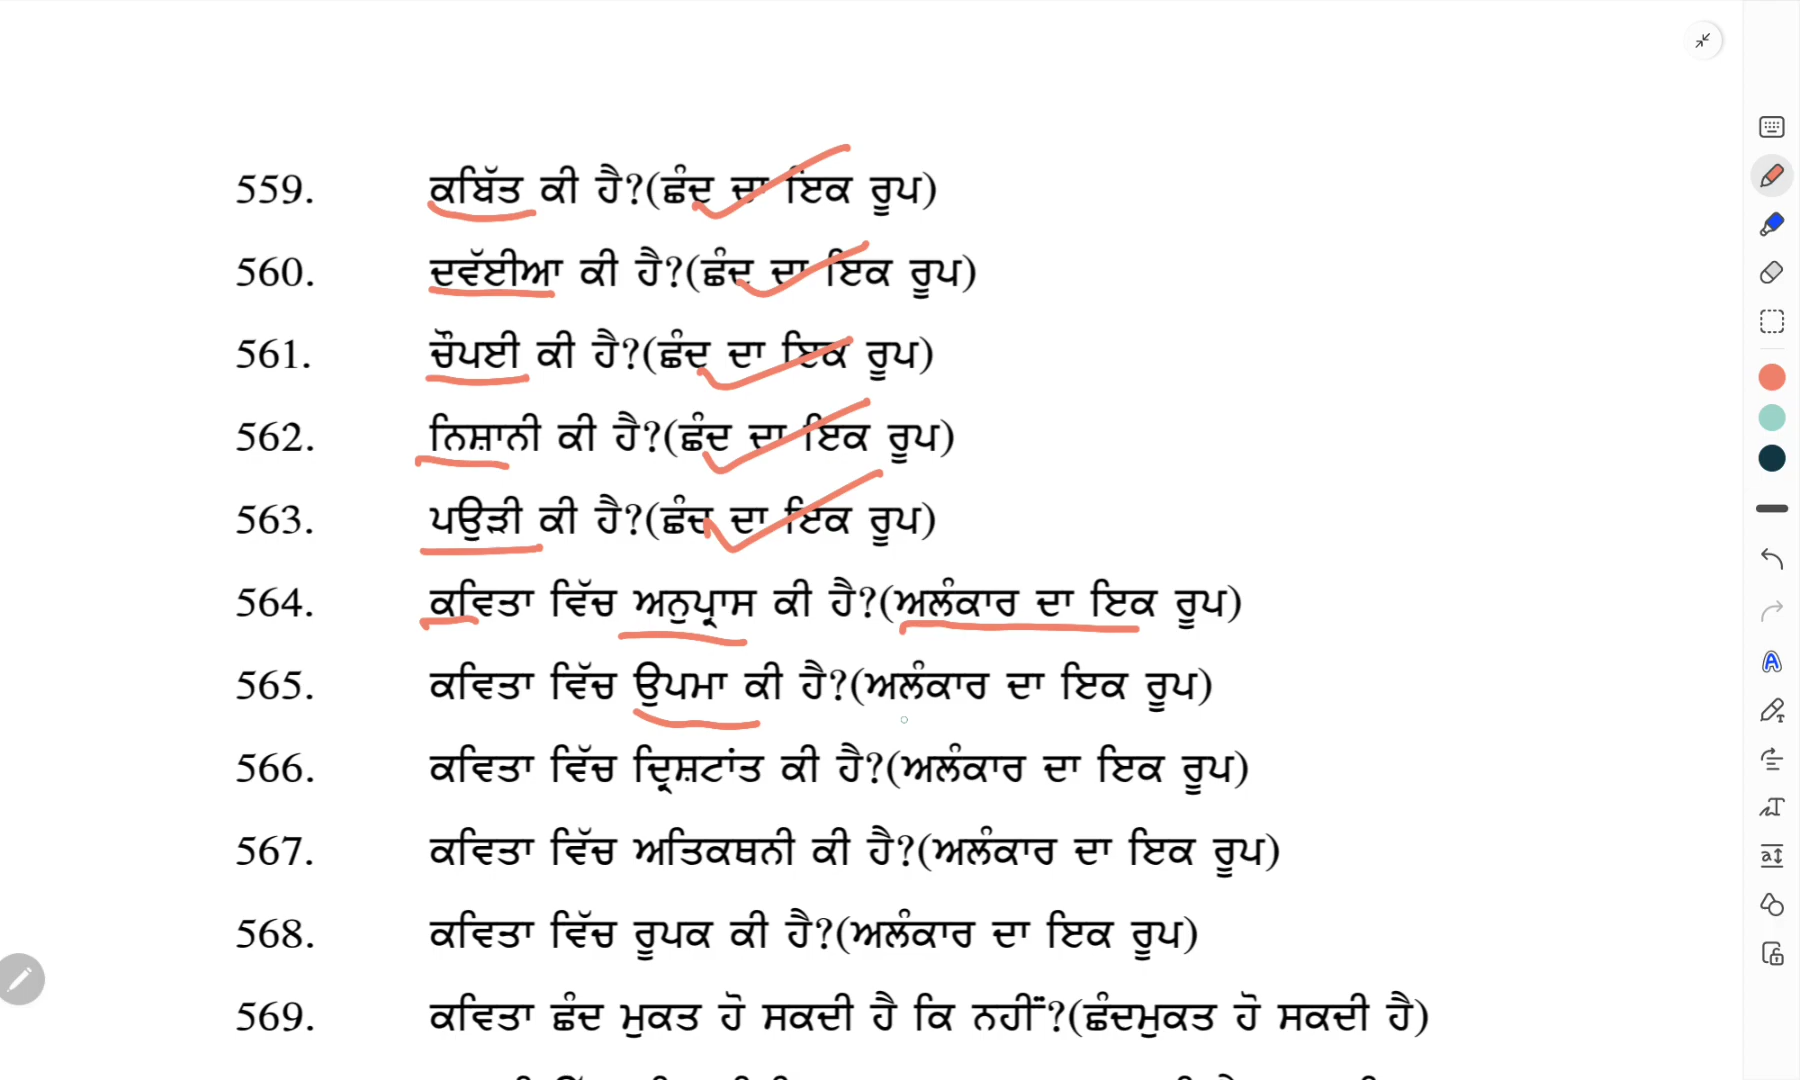 559. ਕਬਿੱਤ ਕੀ ਹੈ?(ਛੰਦ ਦਾ ਇਕ ਰੂਪ)
560. ਦਵੱਈਆ ਕੀ ਹੈ?(ਛੰਦ ਦਾ ਇਕ ਰੂਪ)
561. ਚੌਪਈ ਕੀ ਹੈ?(ਛੰਦ ਦਾ ਇਕ ਰੂਪ)
562. ਨਿਸ਼ਾਨੀ ਕੀ ਹੈ?(ਛੰਦ ਦਾ ਇਕ ਰੂਪ)
563. ਪਉੜੀ ਕੀ ਹੈ?(ਛੰਦ ਦਾ ਇਕ ਰੂਪ)
564. ਕਵਿਤਾ ਵਿੱਚ ਅਨੁਪ੍ਰਾਸ ਕੀ ਹੈ?(ਅਲੰਕਾਰ ਦਾ ਇਕ ਰੂਪ)
565. ਕਵਿਤਾ ਵਿੱਚ ਉਪਮਾ ਕੀ ਹੈ?(ਅਲੰਕਾਰ ਦਾ ਇਕ ਰੂਪ)
566. ਕਵਿਤਾ ਵਿੱਚ ਦ੍ਰਿਸ਼ਟਾਂਤ ਕੀ ਹੈ?(ਅਲੰਕਾਰ ਦਾ ਇਕ ਰੂਪ)
567. ਕਵਿਤਾ ਵਿੱਚ ਅਤਿਕਥਨੀ ਕੀ ਹੈ?(ਅਲੰਕਾਰ ਦਾ ਇਕ ਰੂਪ)
568. ਕਵਿਤਾ ਵਿੱਚ ਰੂਪਕ ਕੀ ਹੈ?(ਅਲੰਕਾਰ ਦਾ ਇਕ ਰੂਪ)
569. ਕਵਿਤਾ ਛੰਦ ਮੁਕਤ ਹੋ ਸਕਦੀ ਹੈ ਕਿ ਨਹੀਂ?(ਛੰਦਮੁਕਤ ਹੋ ਸਕਦੀ ਹੈ)